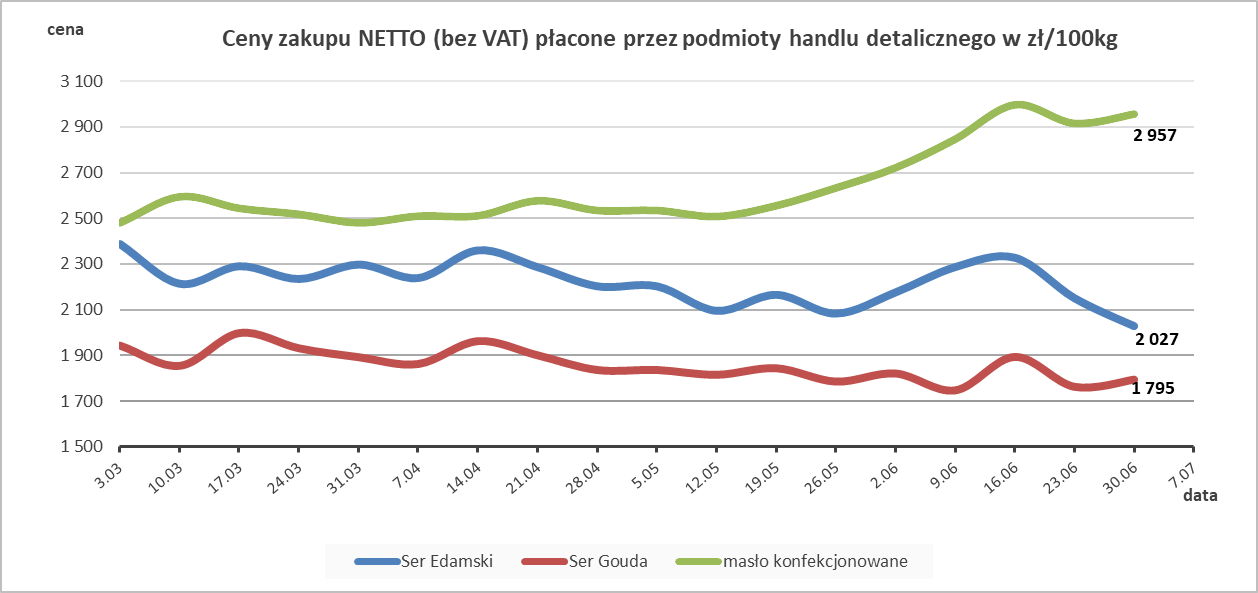 cena
Ceny zakupu NETTO (bez VAT) płacone przez podmioty handlu detalicznego w zł/100kg
3 100
2 900
2 700
2 500
2 300
2 100
1 900
1 700
1 500
2 957
2 027
1 795
3.03 10.03 17.03 24.03 31.03 7.04 14.04 21.04 28.04 5.05 12.05 19.05 26.05 2.06 9.06 16.06 23.06 30.06 7.07
data
Ser Edamski Ser Gouda masło konfekcjonowane